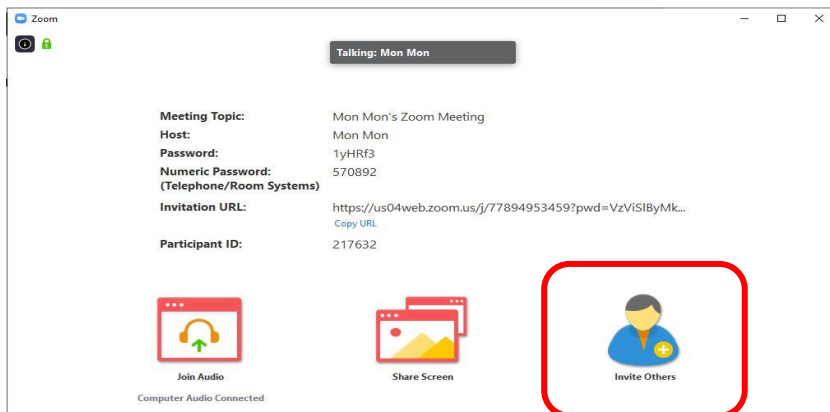 Zoom
Talking: Mon Mon
Meeting Topic: Mon Mon's Zoom Meeting
Host: Mon Mon
Password: 1yHRf3
Numeric Password: 570892
(Telephone/Room Systems)
Invitation URL: https://us04web.zoom.us/j/77894953459?pwd=VzViSlByMk...
Copy URL
Participant ID: 217632
Join Audio Share Screen Invite Others
Computer Audio Connected